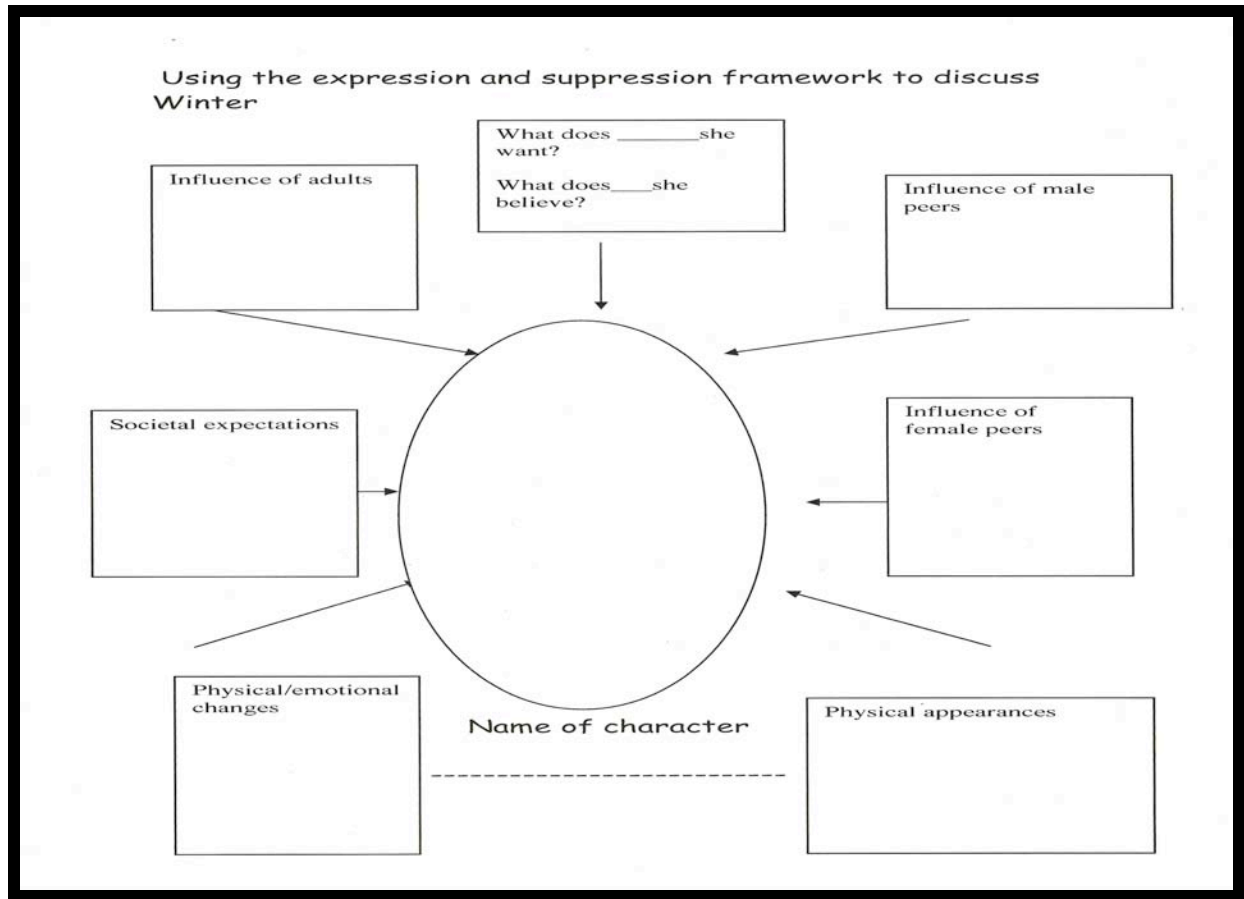 Using the expression and suppression framework to discuss
Winter
What does _______she
want?
What does____she
believe?
Influence of adults
Influence of male
peers
Societal expectations
Influence of
female peers
Physical/emotional
changes
Physical appearances
Name of character